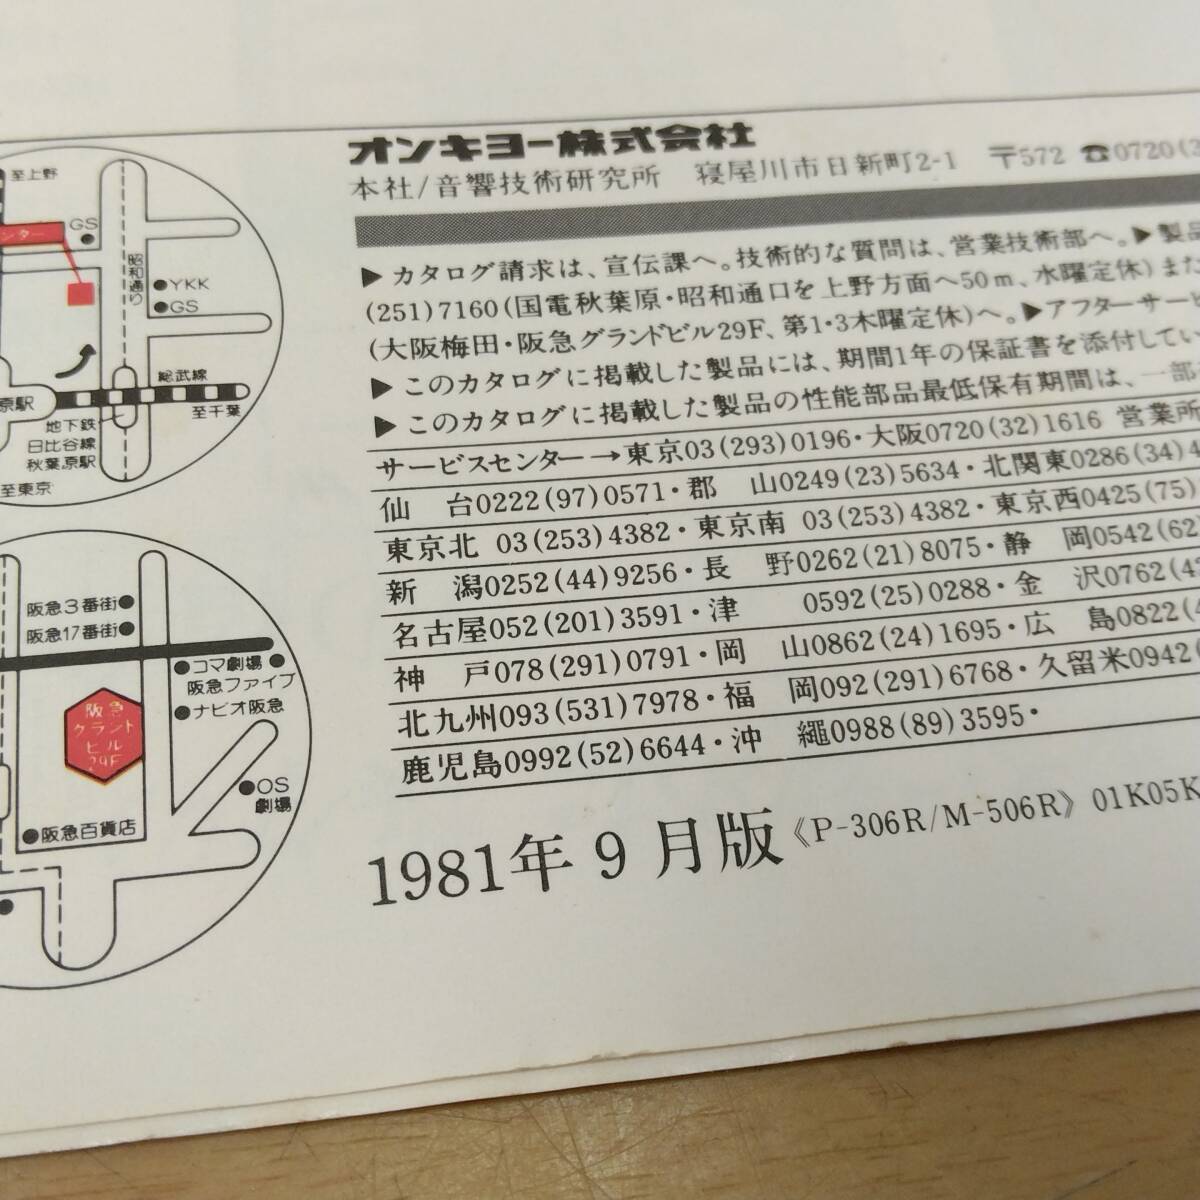 オンキヨー株式会社
本社/音響技術研究所 寝屋川市日新町2-1 〒572 ☎0720(3
▶カタログ請求は、宣伝課へ。技術的な質問は、営業技術部へ。▶製品
(251)7160(国電秋葉原・昭和通口を上野方面へ50m、水曜定休)また
(大阪梅田・阪急グランドビル29F、第1・3木曜定休)へ。▶アフターサービ
▶このカタログに掲載した製品には、期間1年の保証書を添付してい
▶このカタログに掲載した製品の性能部品最低保有期間は、一部
サービスセンター→東京03(293)0196・大阪0720(32)1616 営業所
仙 台0222(97)0571・郡 山0249(23)5634・北関東0286(34)4
東京北 03(253)4382・東京南 03(253)4382・東京西0425(75)
新 潟0252(44)9256・長 野0262(21)8075・静 岡0542(62
名古屋052(201)3591・津 0592(25)0288・金 沢0762(4
神 戸078(291)0791・岡 山0862(24)1695・広 島0822(
北九州093(531)7978・福 岡092(291)6768・久留米0942(
鹿児島0992(52)6644・沖 縄0988(89)3595・
1981年9月版《P-306R/M-506R》01K05K
至上野
GS
ンター
昭和通り
YKK
GS
総武線
原駅
至千葉
地下鉄
日比谷線
秋葉原駅
至東京
阪急3番街
阪急17番街
コマ劇場
阪急ファイブ
ナビオ阪急
阪急
グランド
ビル
29F
OS
劇場
阪急百貨店